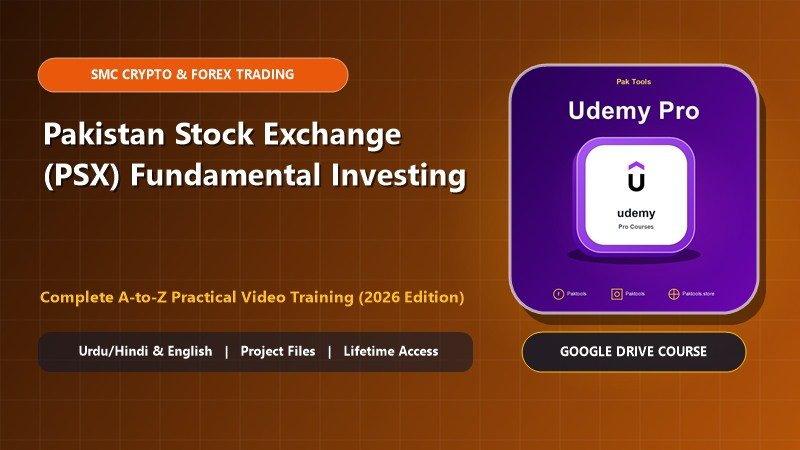 SMC CRYPTO & FOREX TRADING
Pakistan Stock Exchange
(PSX) Fundamental Investing
Complete A-to-Z Practical Video Training (2026 Edition)
Urdu/Hindi & English | Project Files | Lifetime Access
Pak Tools
Udemy Pro
udemy
Pro Courses
Paktools Paktools Paktools.store
GOOGLE DRIVE COURSE